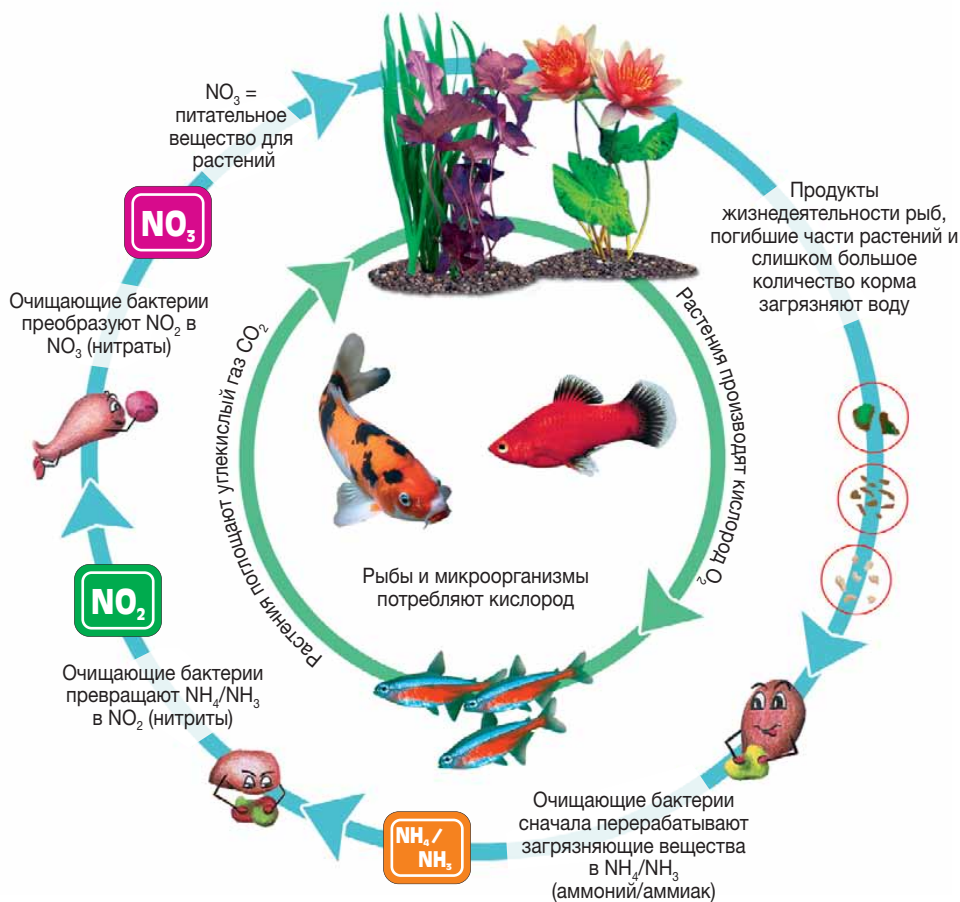 NO₃ =
питательное
вещество для
растений
NO₃
Продукты
жизнедеятельности рыб,
погибшие части растений и
слишком большое
количество корма
загрязняют воду
Очищающие бактерии
преобразуют NO₂ в
NO₃ (нитраты)
Растения поглощают углекислый газ CO₂
Растения производят кислород O₂
Рыбы и микроорганизмы
потребляют кислород
NO₂
Очищающие бактерии
превращают NH₄/NH₃
в NO₂ (нитриты)
NH₄/
NH₃
Очищающие бактерии
сначала перерабатывают
загрязняющие вещества
в NH₄/NH₃
(аммоний/аммиак)